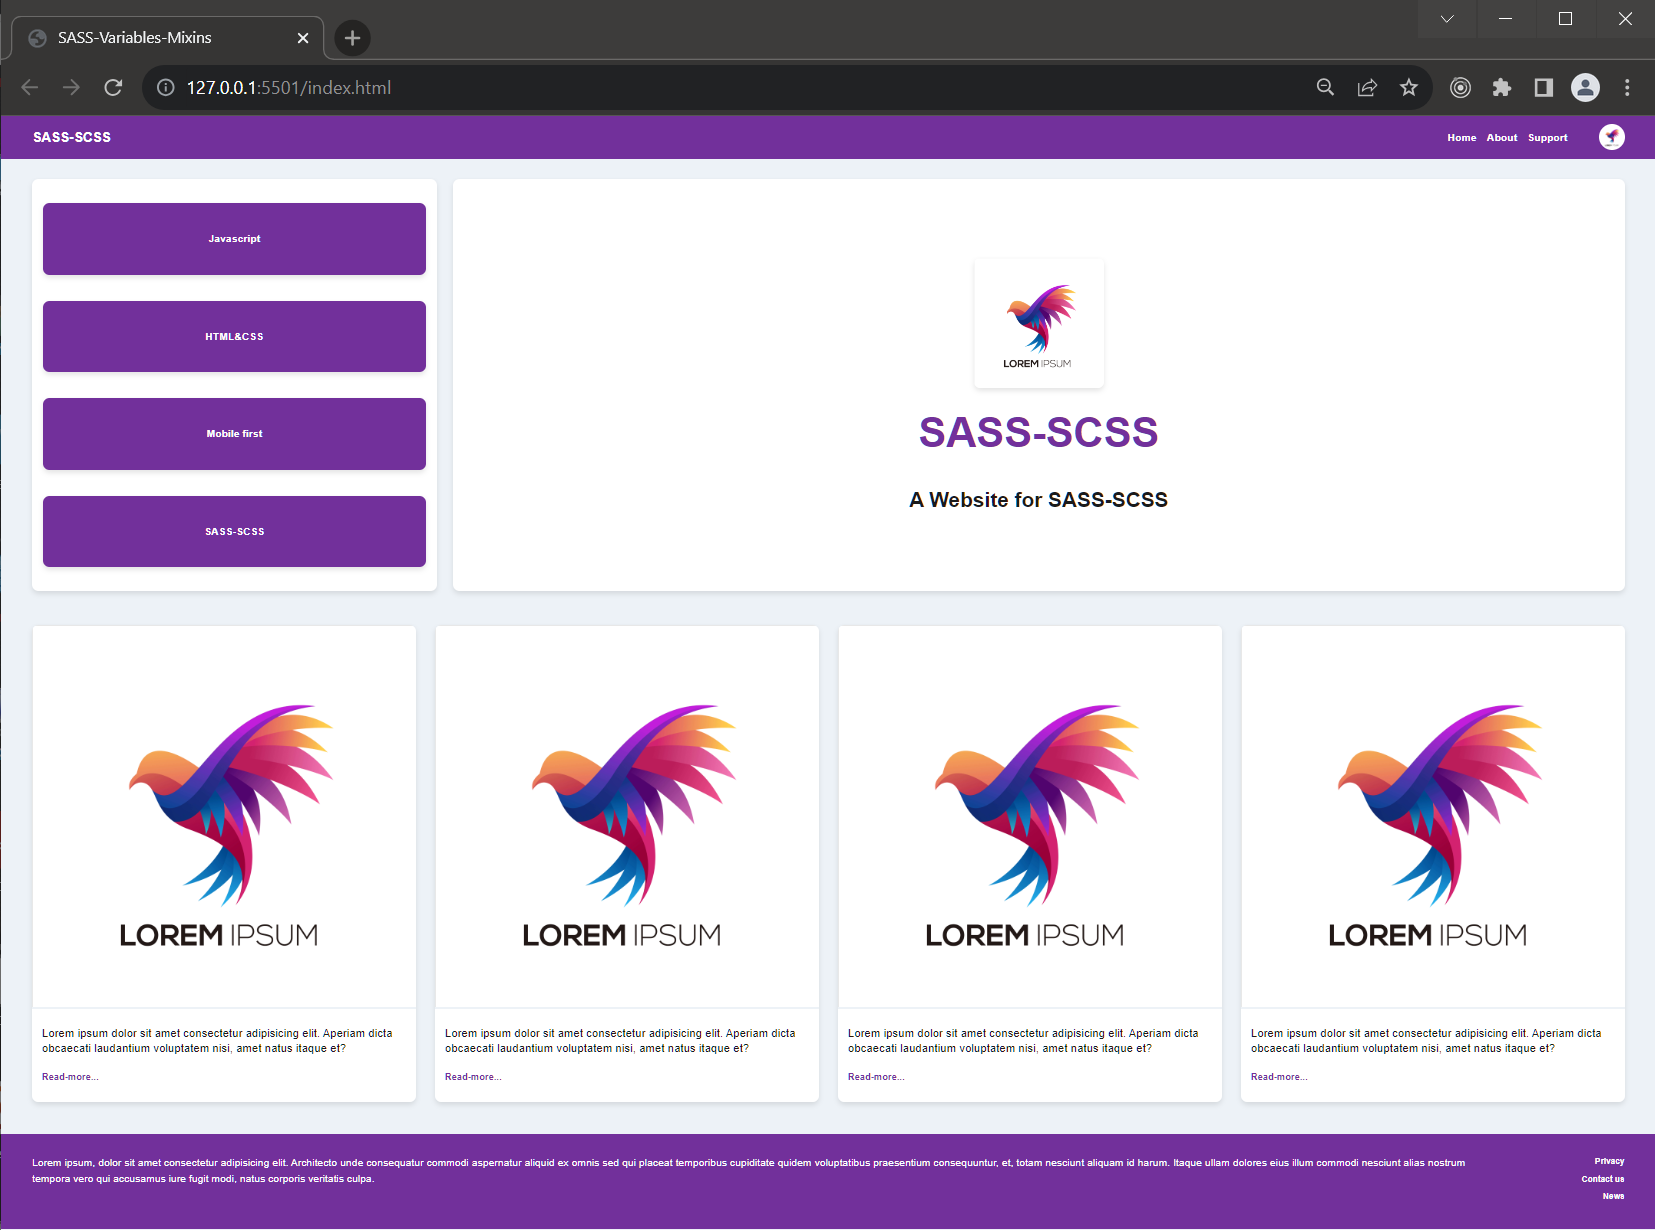 SASS-Variables-Mixins
127.0.0.1:5501/index.html
SASS-SCSS
Home About Support
Javascript
HTML&CSS
Mobile first
SASS-SCSS
LOREM IPSUM
SASS-SCSS
A Website for SASS-SCSS
LOREM IPSUM
Lorem ipsum dolor sit amet consectetur adipisicing elit. Aperiam dicta
obcaecati laudantium voluptatem nisi, amet natus itaque et?
Read-more...
LOREM IPSUM
Lorem ipsum dolor sit amet consectetur adipisicing elit. Aperiam dicta
obcaecati laudantium voluptatem nisi, amet natus itaque et?
Read-more...
LOREM IPSUM
Lorem ipsum dolor sit amet consectetur adipisicing elit. Aperiam dicta
obcaecati laudantium voluptatem nisi, amet natus itaque et?
Read-more...
LOREM IPSUM
Lorem ipsum dolor sit amet consectetur adipisicing elit. Aperiam dicta
obcaecati laudantium voluptatem nisi, amet natus itaque et?
Read-more...
Lorem ipsum, dolor sit amet consectetur adipisicing elit. Architecto unde consequatur commodi aspernatur aliquid ex omnis sed qui placeat temporibus cupiditate quidem voluptatibus praesentium consequuntur, et, totam nesciunt aliquam id harum. Itaque ullam dolores eius illum commodi nesciunt alias nostrum
tempora vero qui accusamus iure fugit modi, natus corporis veritatis culpa.
Privacy
Contact us
News